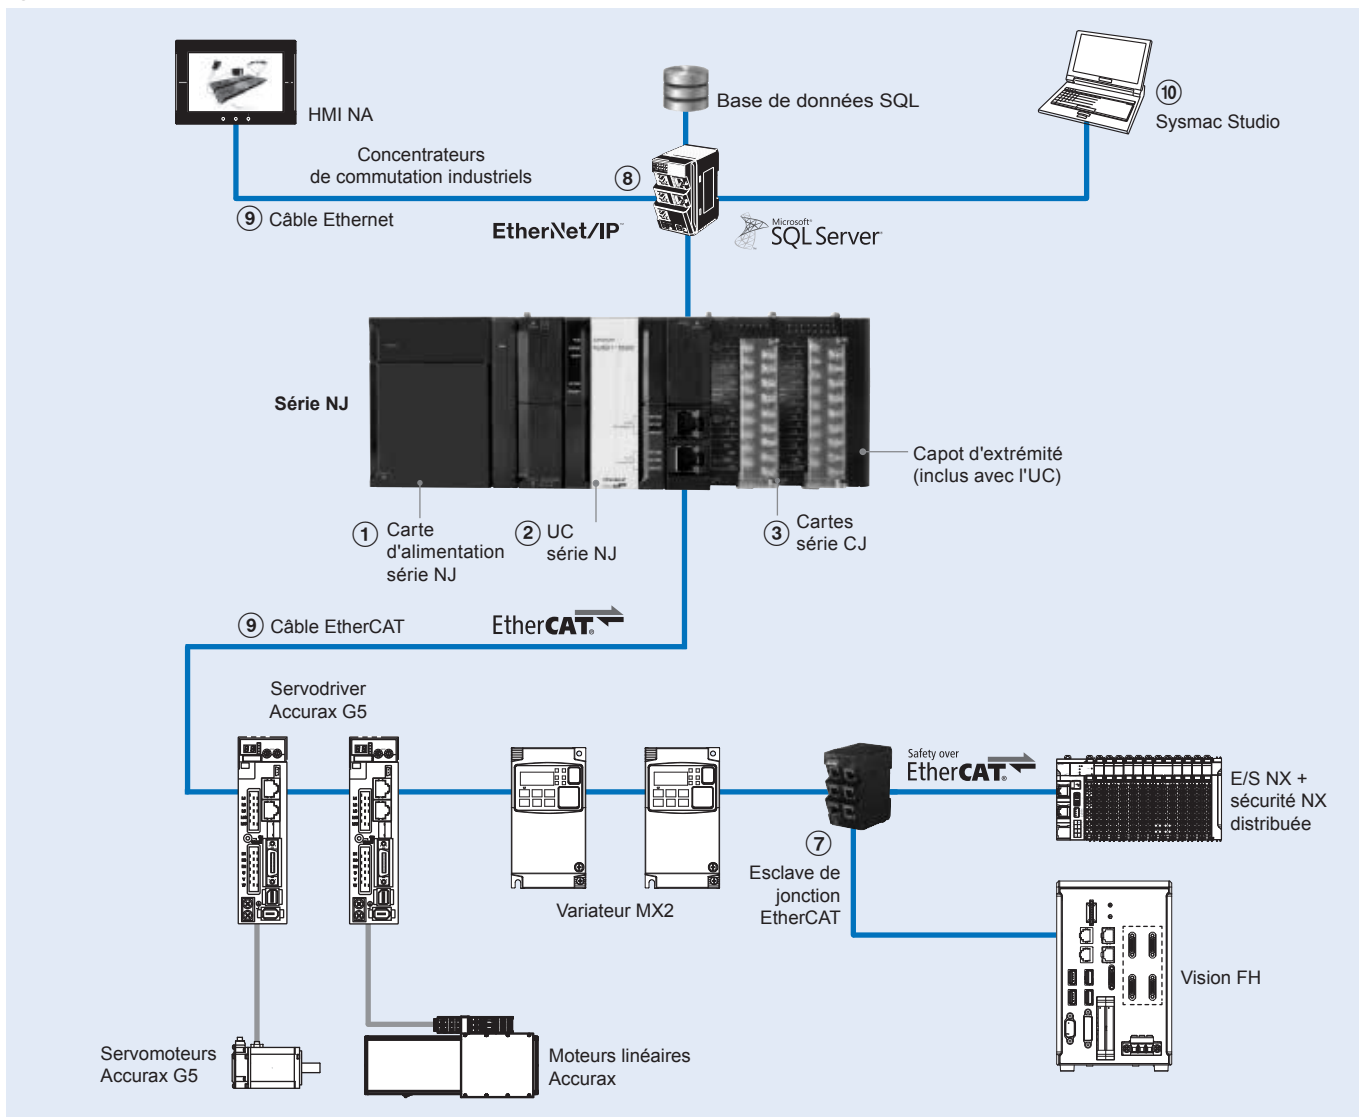 HMI NA
Base de données SQL
⑩
Sysmac Studio
Concentrateurs
de commutation industriels
⑧
⑨ Câble Ethernet
EtherNet/IP™
Microsoft®
SQL Server®
Série NJ
Capot d'extrémité
(inclus avec l'UC)
① Carte
d'alimentation
série NJ
② UC
série NJ
③ Cartes
série CJ
⑨ Câble EtherCAT
EtherCAT®
Servodriver
Accurax G5
Safety over
EtherCAT®
E/S NX +
sécurité NX
distribuée
⑦
Esclave de
jonction
EtherCAT
Variateur MX2
Vision FH
Servomoteurs
Accurax G5
Moteurs linéaires
Accurax